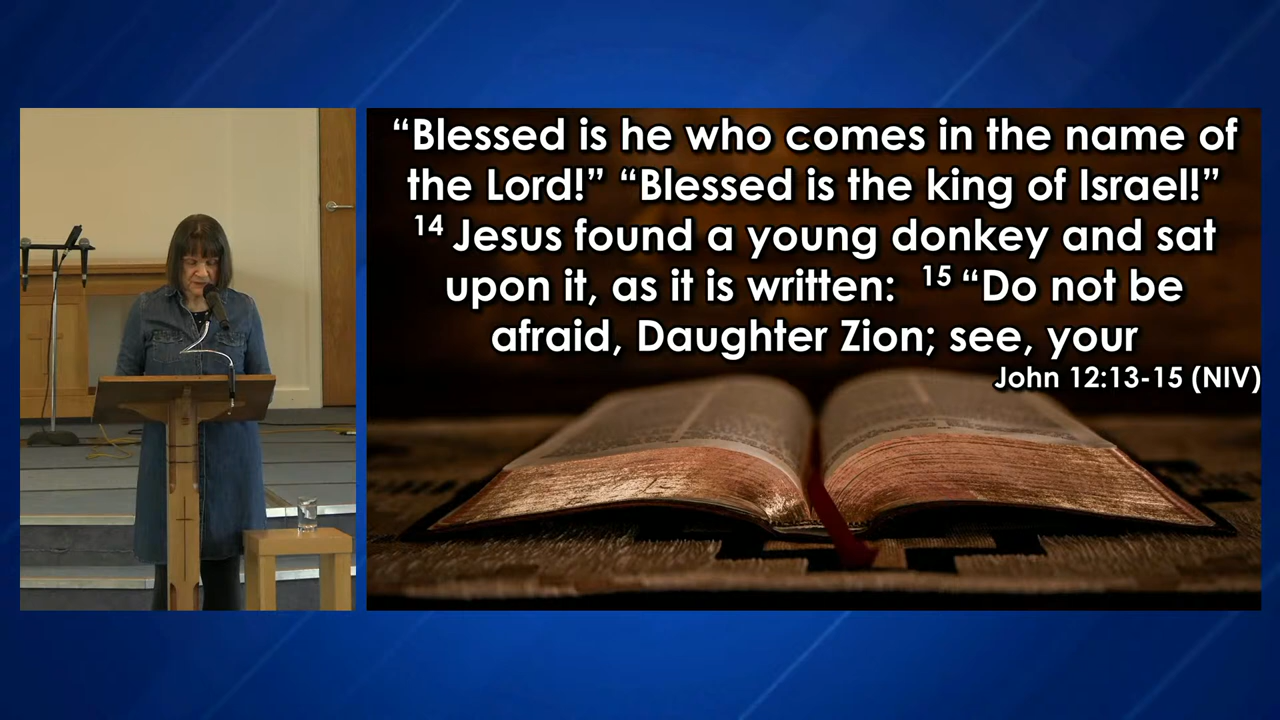 “Blessed is he who comes in the name of
the Lord!” “Blessed is the king of Israel!”
14 Jesus found a young donkey and sat
upon it, as it is written: 15 “Do not be
afraid, Daughter Zion; see, your
John 12:13-15 (NIV)